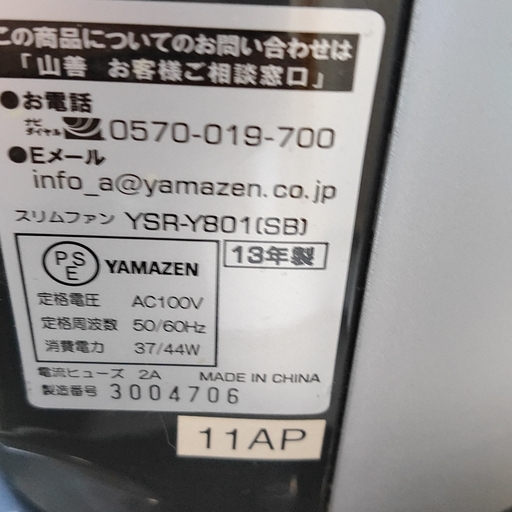 この商品についてのお問い合わせは
「山善 お客様ご相談窓口」
●お電話
ナビダイヤル 0570-019-700
●Eメール
info_a@yamazen.co.jp
スリムファン YSR-Y801(SB)
PSE YAMAZEN 13年製
定格電圧 AC100V
定格周波数 50/60Hz
消費電力 37/44W
電流ヒューズ 2A MADE IN CHINA
製造番号 3004706
11AP